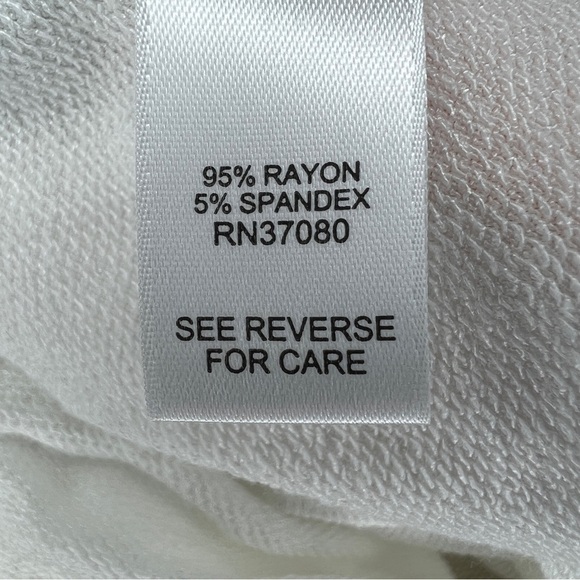 95% RAYON
5% SPANDEX
RN37080
SEE REVERSE
FOR CARE